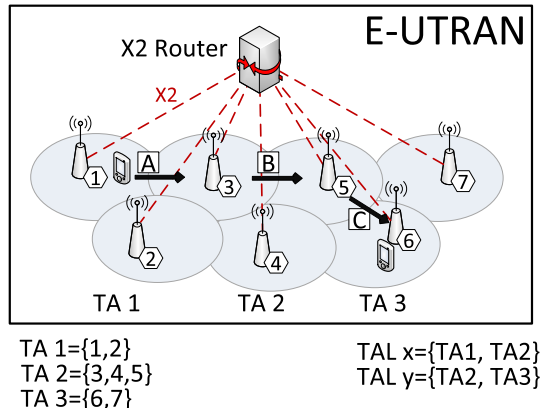 E-UTRAN
X2 Router
X2
A
B
1
3
5
7
C
2
4
6
TA 1
TA 2
TA 3
TA 1={1,2}
TA 2={3,4,5}
TA 3={6,7}
TAL x={TA1, TA2}
TAL y={TA2, TA3}